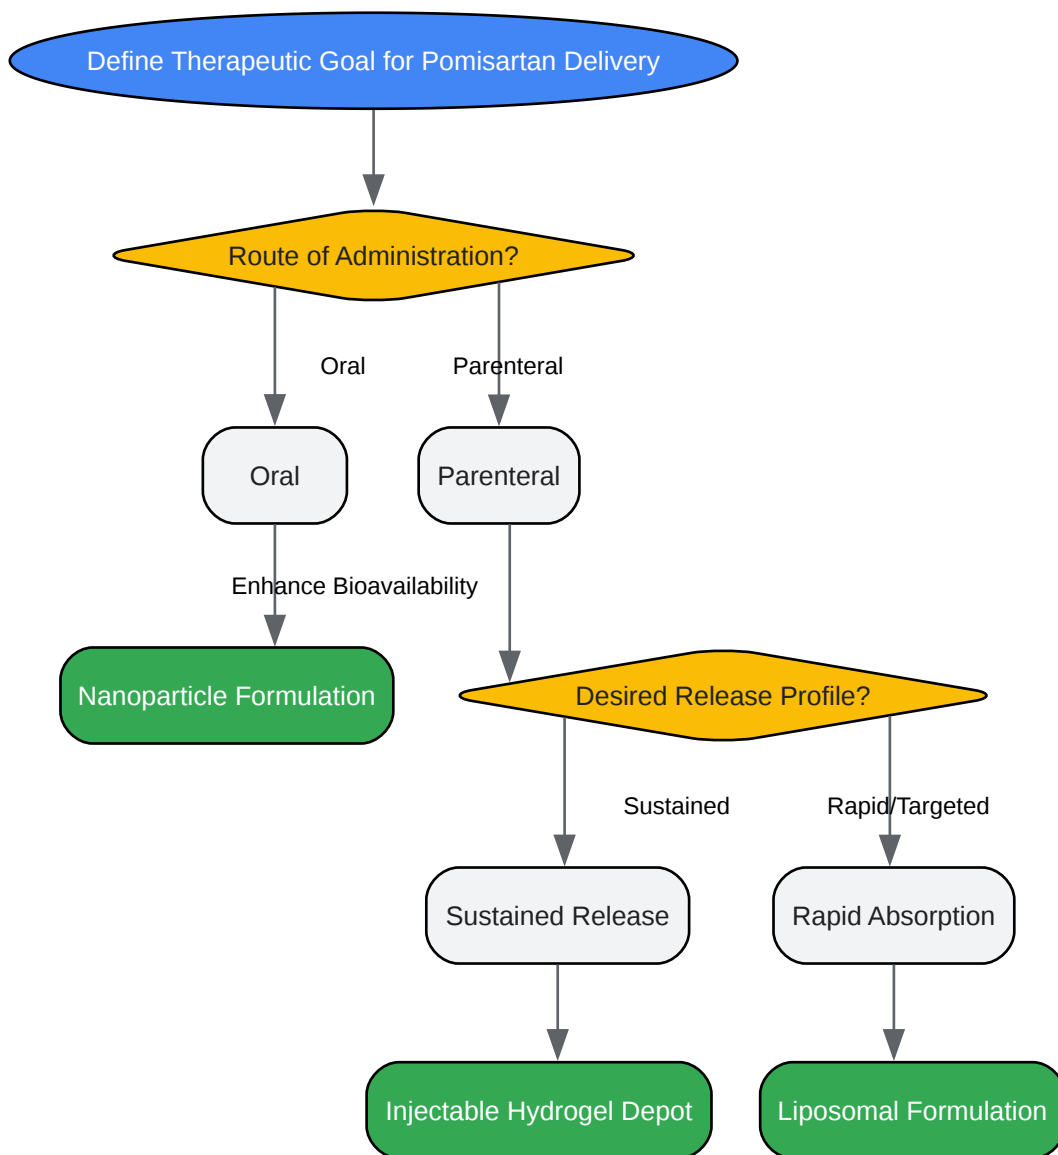 Define Therapeutic Goal for Pomisartan Delivery
Route of Administration?
Oral
Parenteral
Oral
Parenteral
Enhance Bioavailability
Nanoparticle Formulation
Desired Release Profile?
Sustained
Rapid/Targeted
Sustained Release
Rapid Absorption
Injectable Hydrogel Depot
Liposomal Formulation